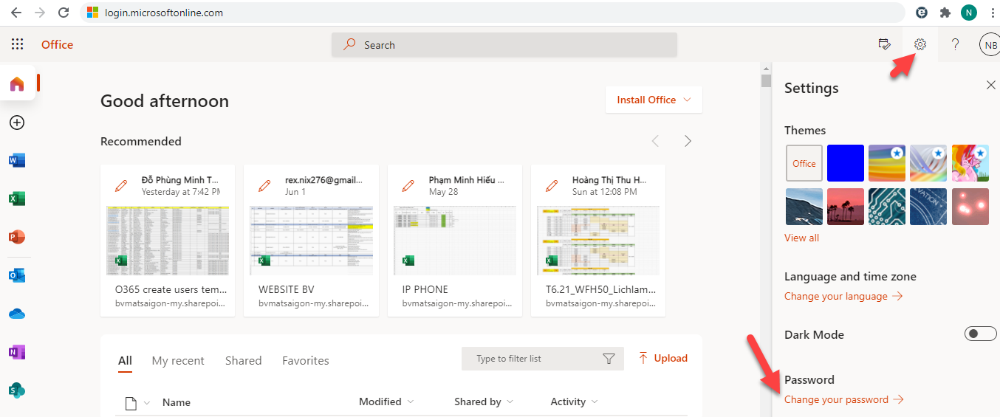 login.microsoftonline.com
N
Office
Search
NB
Good afternoon
Install Office
Recommended
Đỗ Phùng Minh T...
Yesterday at 7:42 PM
rex.nix276@gmail...
Jun 1
Phạm Minh Hiếu ...
May 28
Hoàng Thị Thu H...
Sun at 12:08 PM
O365 create users tem...
bvmatsaigon-my.sharepoi...
WEBSITE BV
bvmatsaigon-my.sharepoi...
IP PHONE
bvmatsaigon-my.sharepoi...
T6.21_WFH50_Lichlam...
bvmatsaigon-my.sharepoi...
All My recent Shared Favorites
Type to filter list
Upload
Name Modified Shared by Activity
Settings
Themes
Office
View all
Language and time zone
Change your language
Dark Mode
Password
Change your password